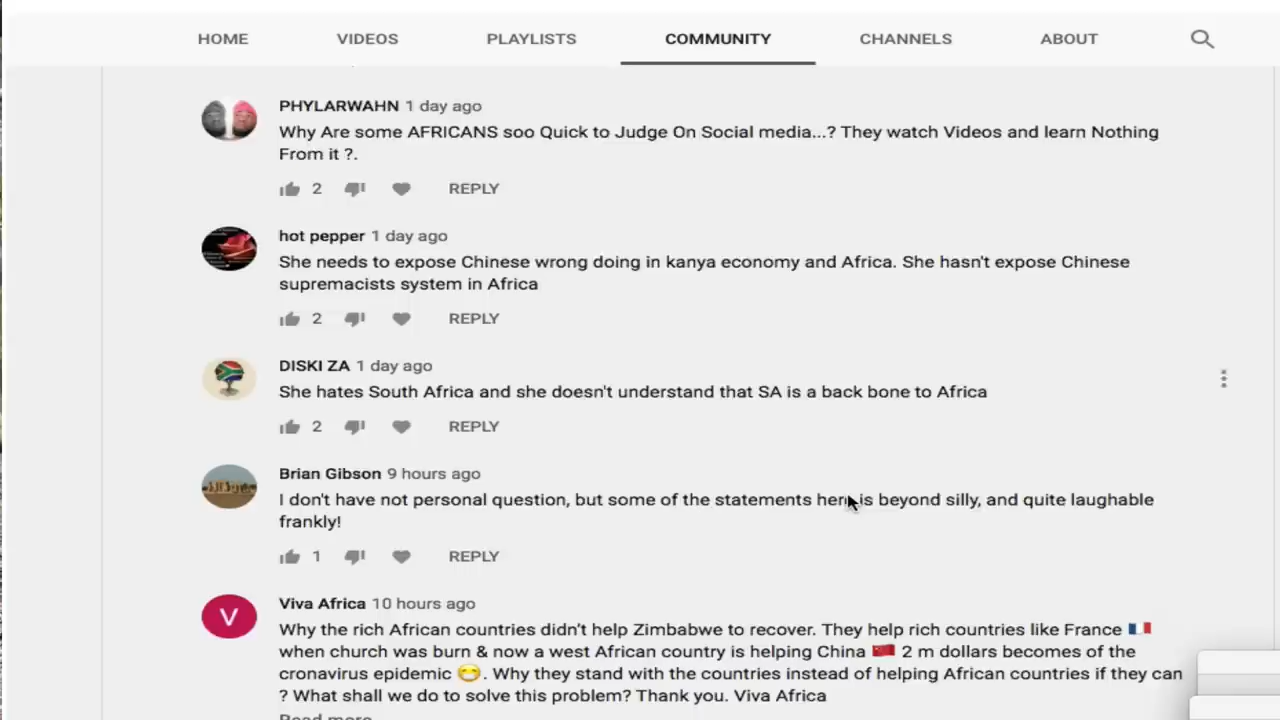 HOME VIDEOS PLAYLISTS COMMUNITY CHANNELS ABOUT
PHYLARWAHN 1 day ago
Why Are some AFRICANS soo Quick to Judge On Social media...? They watch Videos and learn Nothing
From it ?.
2 REPLY
hot pepper 1 day ago
She needs to expose Chinese wrong doing in kanya economy and Africa. She hasn't expose Chinese
supremacists system in Africa
2 REPLY
DISKI ZA 1 day ago
She hates South Africa and she doesn't understand that SA is a back bone to Africa
2 REPLY
Brian Gibson 9 hours ago
I don't have not personal question, but some of the statements here is beyond silly, and quite laughable
frankly!
1 REPLY
V
Viva Africa 10 hours ago
Why the rich African countries didn't help Zimbabwe to recover. They help rich countries like France 🇫🇷
when church was burn & now a west African country is helping China 🇨🇳 2 m dollars becomes of the
cronavirus epidemic 😷. Why they stand with the countries instead of helping African countries if they can
? What shall we do to solve this problem? Thank you. Viva Africa
Read more